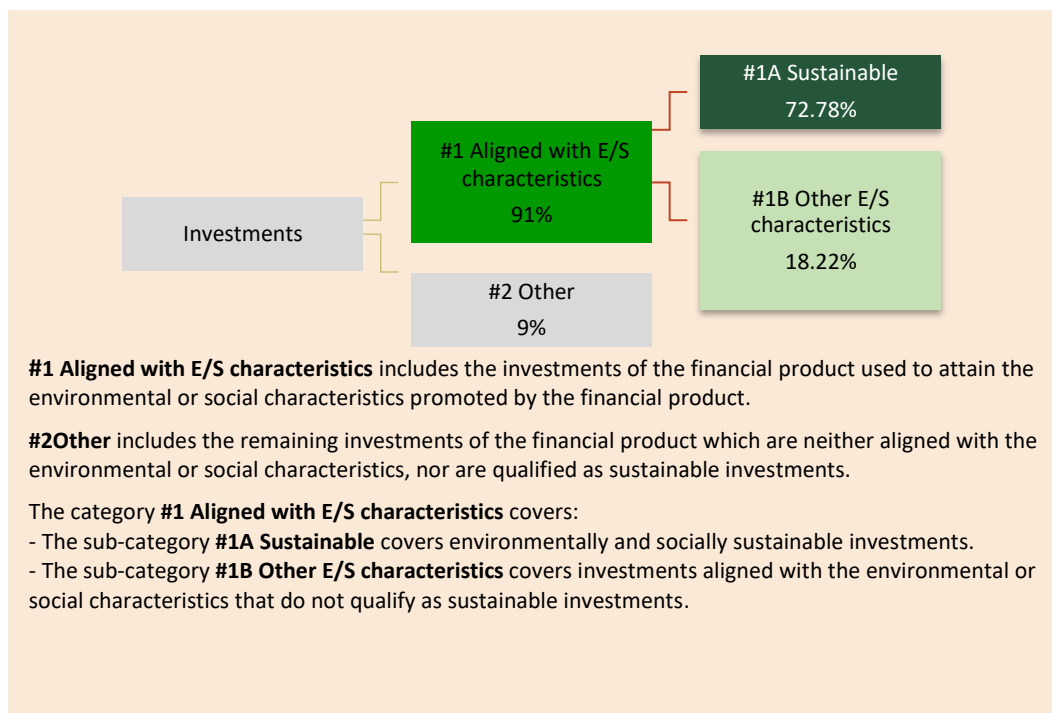 #1A Sustainable
72.78%
#1 Aligned with E/S
characteristics
91%
#1B Other E/S
characteristics
18.22%
Investments
#2 Other
9%
#1 Aligned with E/S characteristics includes the investments of the financial product used to attain the
environmental or social characteristics promoted by the financial product.
#2Other includes the remaining investments of the financial product which are neither aligned with the
environmental or social characteristics, nor are qualified as sustainable investments.
The category #1 Aligned with E/S characteristics covers:
- The sub-category #1A Sustainable covers environmentally and socially sustainable investments.
- The sub-category #1B Other E/S characteristics covers investments aligned with the environmental or
social characteristics that do not qualify as sustainable investments.